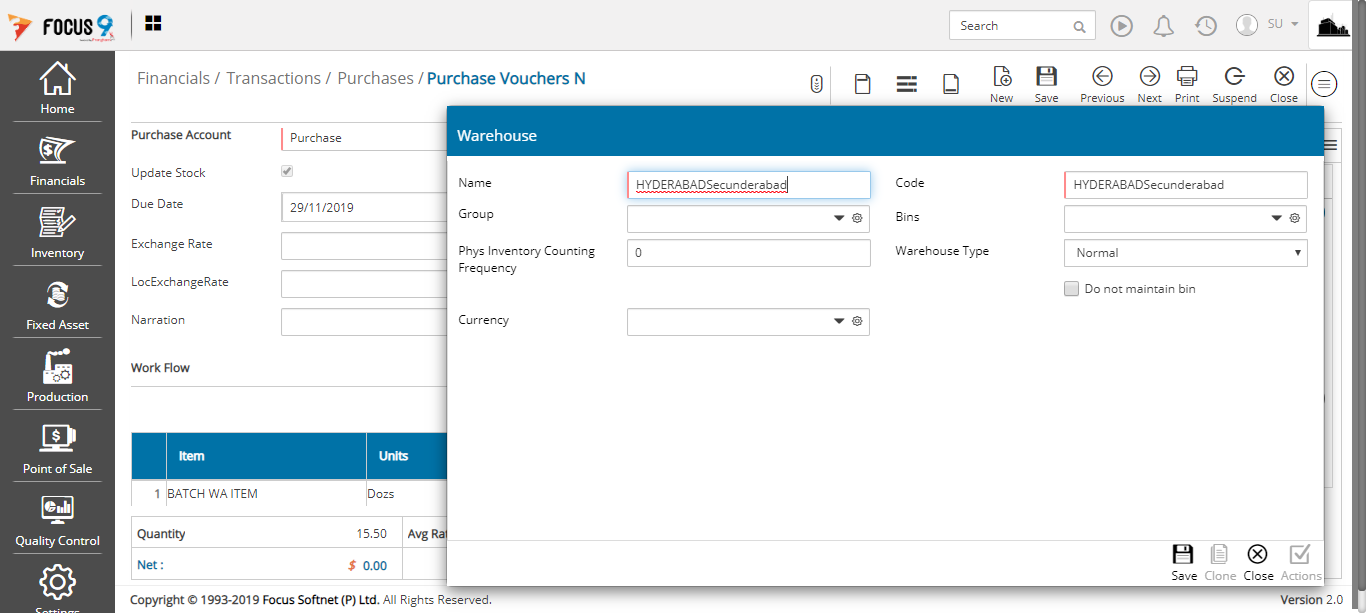 FOCUS 9
Search
SU
Home
Financials
Inventory
Fixed Asset
Production
Point of Sale
Quality Control
Settings
Financials / Transactions / Purchases / Purchase Vouchers N
New Save Previous Next Print Suspend Close
Purchase Account Purchase
Update Stock
Due Date 29/11/2019
Exchange Rate
LocExchangeRate
Narration
Work Flow
Item Units
1 BATCH WA ITEM Dozs
Quantity 15.50 Avg Rat
Net : $ 0.00
Warehouse
Name HYDERABADSecunderabad Code HYDERABADSecunderabad
Group Bins
Phys Inventory Counting Frequency 0 Warehouse Type Normal
Do not maintain bin
Currency
Save Clone Close Actions
Copyright © 1993-2019 Focus Softnet (P) Ltd. All Rights Reserved. Version 2.0